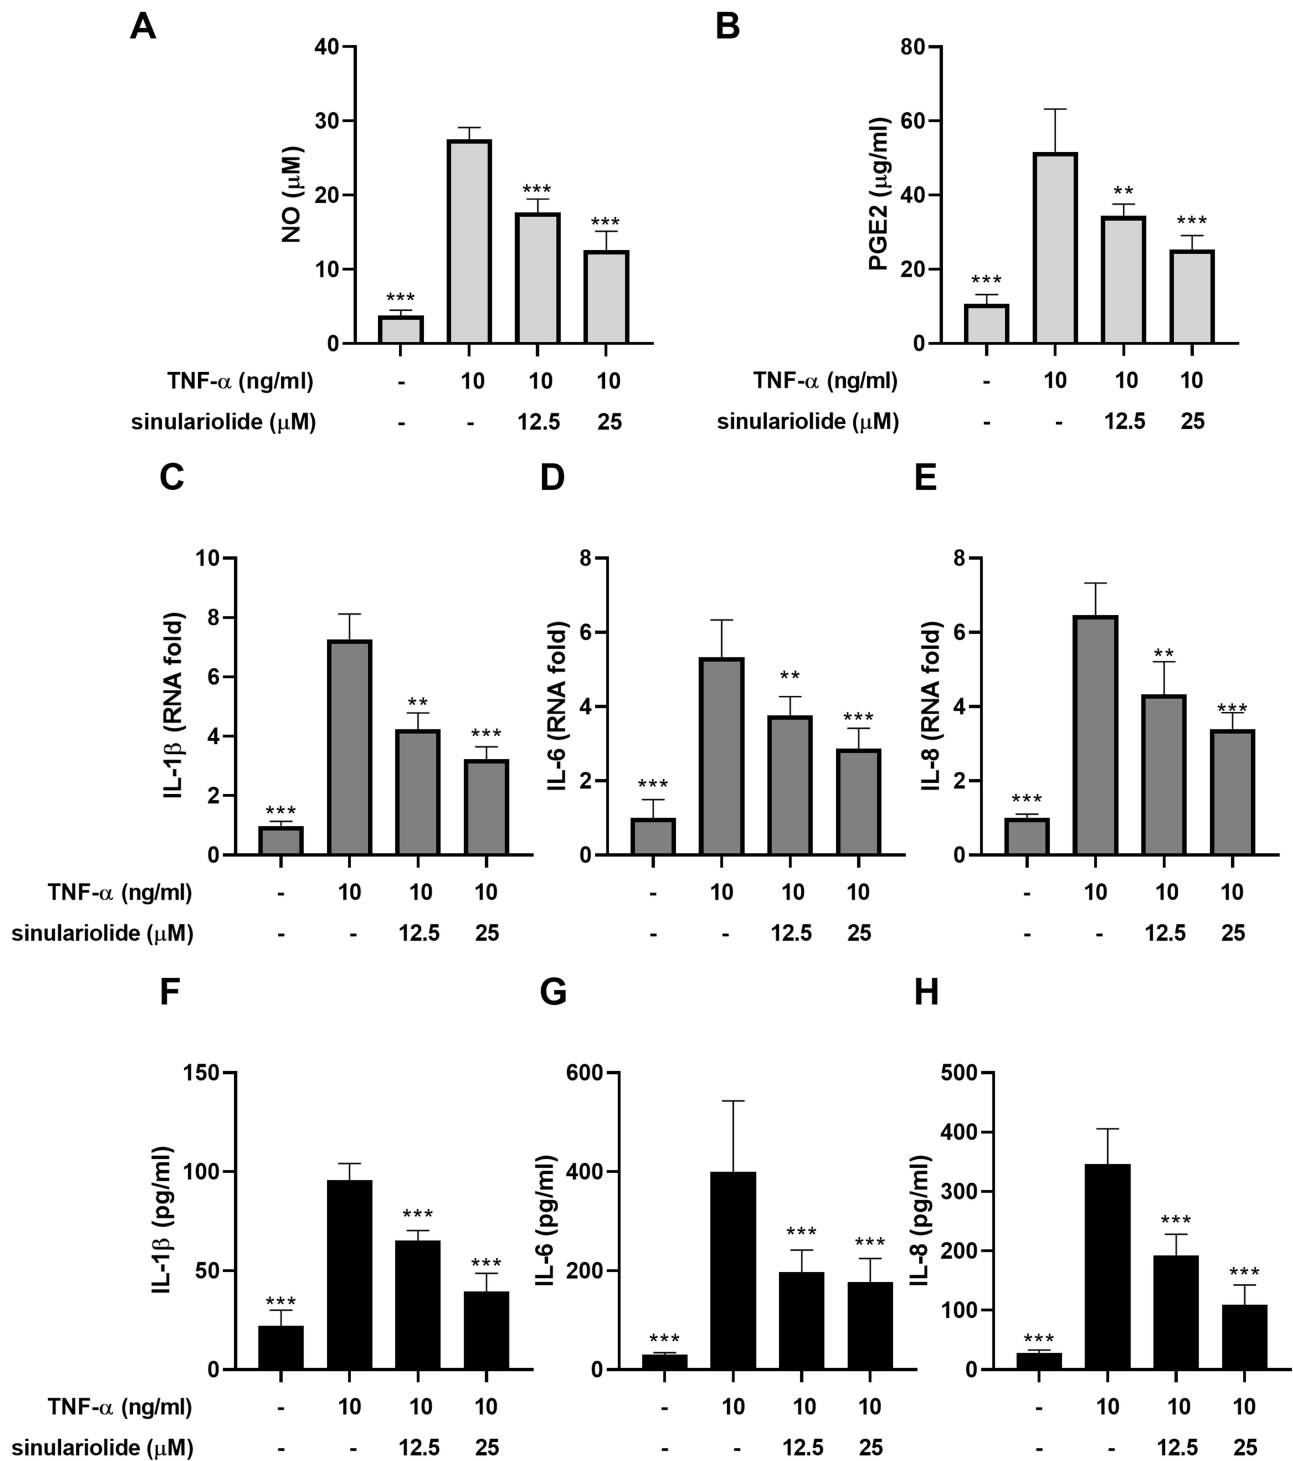 A
B
40
30
20
10
0
NO (μM)
***
***
***
TNF-α (ng/ml) - 10 10 10
sinulariolide (μM) - - 12.5 25
80
60
40
20
0
PGE2 (μg/ml)
***
**
***
TNF-α (ng/ml) - 10 10 10
sinulariolide (μM) - - 12.5 25
C
D
E
10
8
6
4
2
0
IL-1β (RNA fold)
***
**
***
TNF-α (ng/ml) - 10 10 10
sinulariolide (μM) - - 12.5 25
8
6
4
2
0
IL-6 (RNA fold)
***
**
***
- 10 10 10
- - 12.5 25
8
6
4
2
0
IL-8 (RNA fold)
***
**
***
- 10 10 10
- - 12.5 25
F
G
H
150
100
50
0
IL-1β (pg/ml)
***
***
***
TNF-α (ng/ml) - 10 10 10
sinulariolide (μM) - - 12.5 25
600
400
200
0
IL-6 (pg/ml)
***
***
***
- 10 10 10
- - 12.5 25
500
400
300
200
100
0
IL-8 (pg/ml)
***
***
***
- 10 10 10
- - 12.5 25